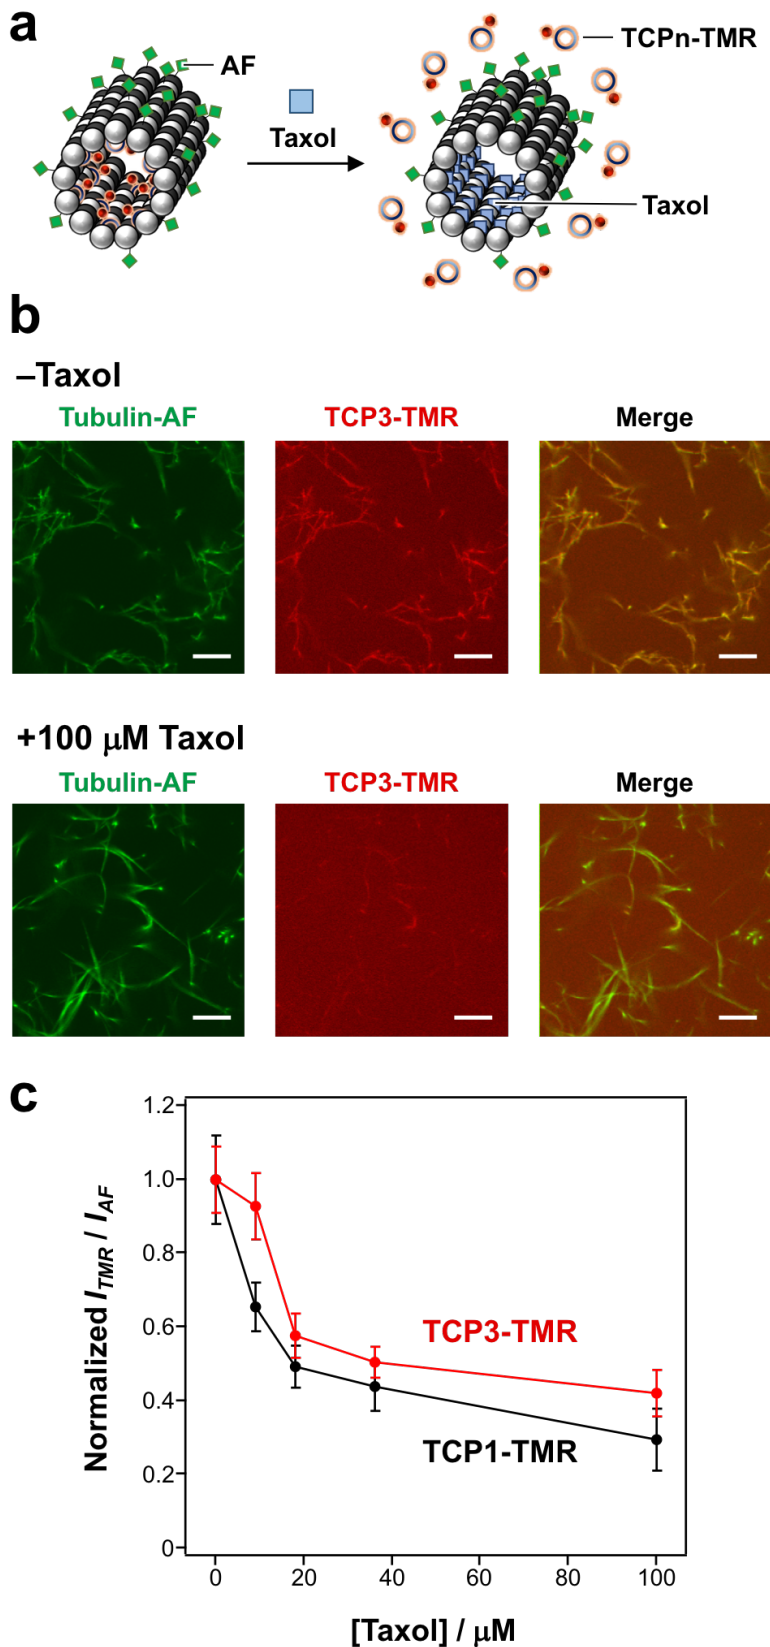 a
AF
TCPn-TMR
Taxol
Taxol
b
–Taxol
Tubulin-AF TCP3-TMR Merge
+100 μM Taxol
Tubulin-AF TCP3-TMR Merge
c
Normalized I_TMR / I_AF
1.2
1.0
0.8
0.6
0.4
0.2
0
TCP3-TMR
TCP1-TMR
0 20 40 60 80 100
[Taxol] / μM